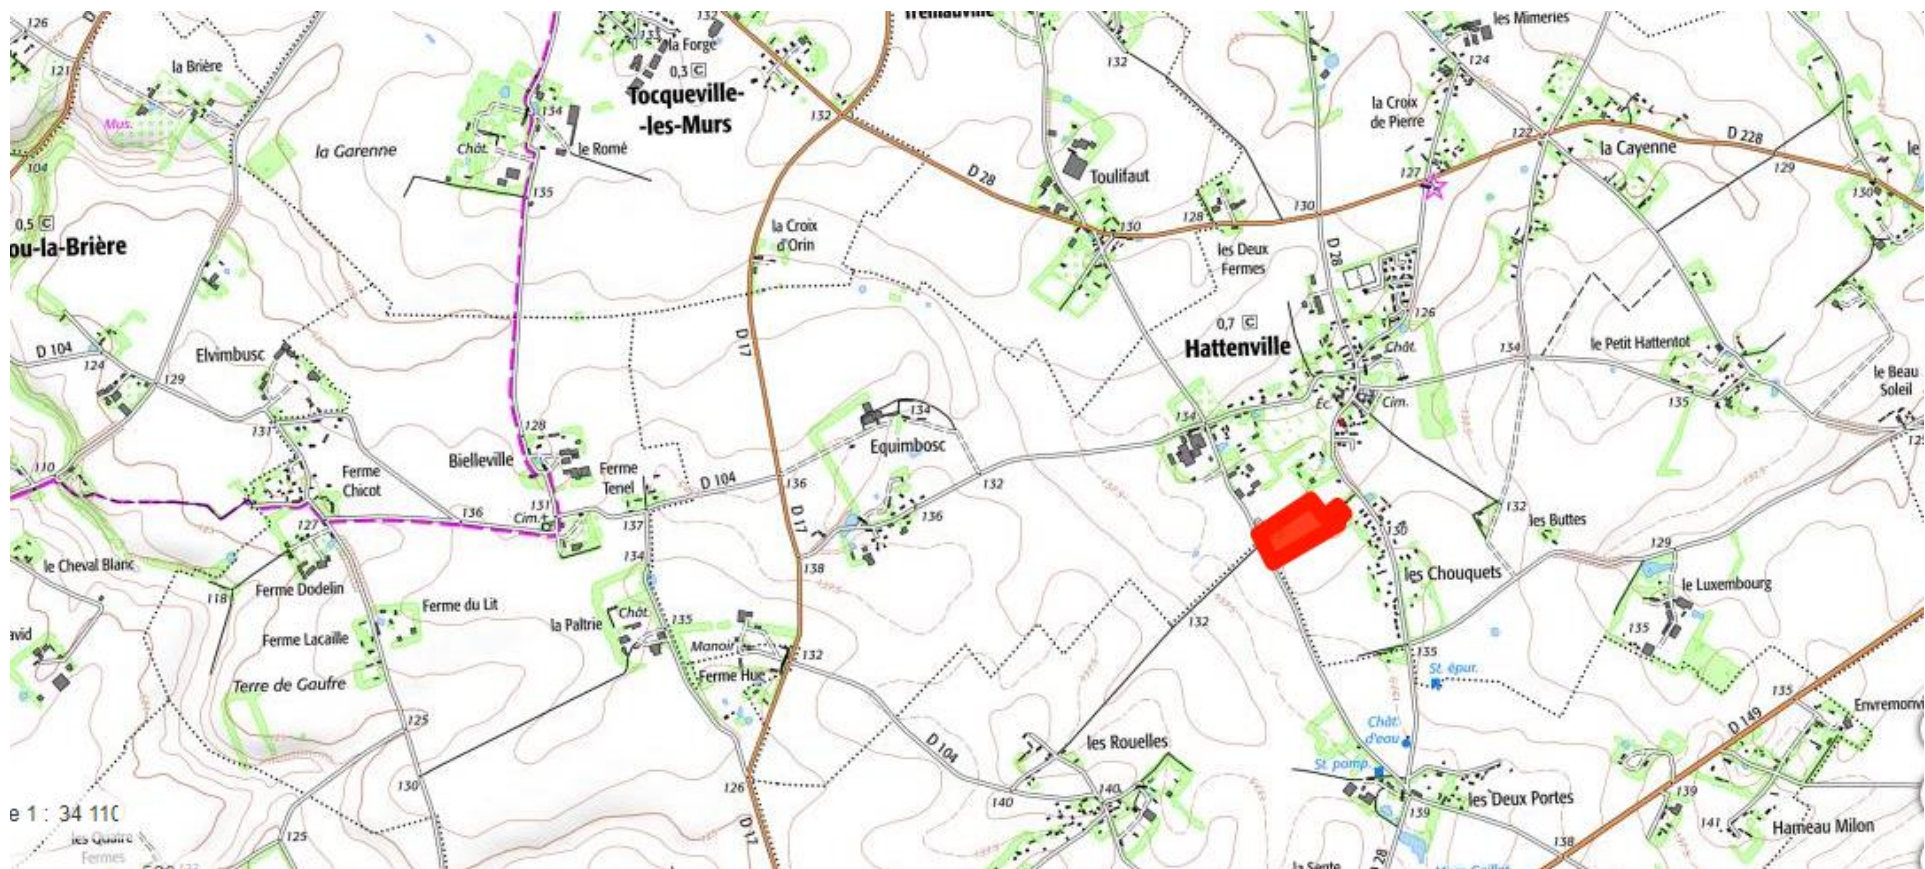 126
la Brière
121
Mus.
104
0,5 C
ou-la-Brière
la Garenne
Chât.
134
135
le Romé
133
la Forge
0,3 C
Tocqueville-
-les-Murs
132
132
D 28
la Croix
d'Orin
D 17
132
Toulifaut
130
128
les Deux
Fermes
130
D 28
les Mimeries
124
la Croix
de Pierre
127
122
la Cayenne
D 228
129
130
le
0,7 C
Hattenville
126
Chât.
Éc.
Cim.
134
134
le Petit Hattentot
135
le Beau
Soleil
D 104
124
129
Elvimbusc
131
110
Ferme
Chicot
127
136
128
Bielleville
131
Cim.
Ferme
Tenel
137
D 104
136
134
Equimbosc
132
136
D 17
138
134
le Cheval Blanc
118
Ferme Dodelin
Ferme du Lit
Ferme Lacaille
Terre de Gaufre
la Paltrie
Chât.
135
Manoir
Ferme Hue
132
125
130
126
D 17
avid
e 1 : 34 110
les Quatre
Fermes
125
D 104
140
les Rouelles
140
132
130
les Chouquets
132
les Buttes
129
le Luxembourg
135
135
St. épur.
Chât.
d'eau
St. pomp.
les Deux Portes
139
D 28
la Sente
138
D 149
135
139
141
Hameau Milon